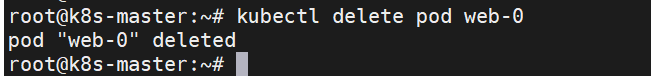 root@k8s-master:~# kubectl delete pod web-0
pod "web-0" deleted
root@k8s-master:~#